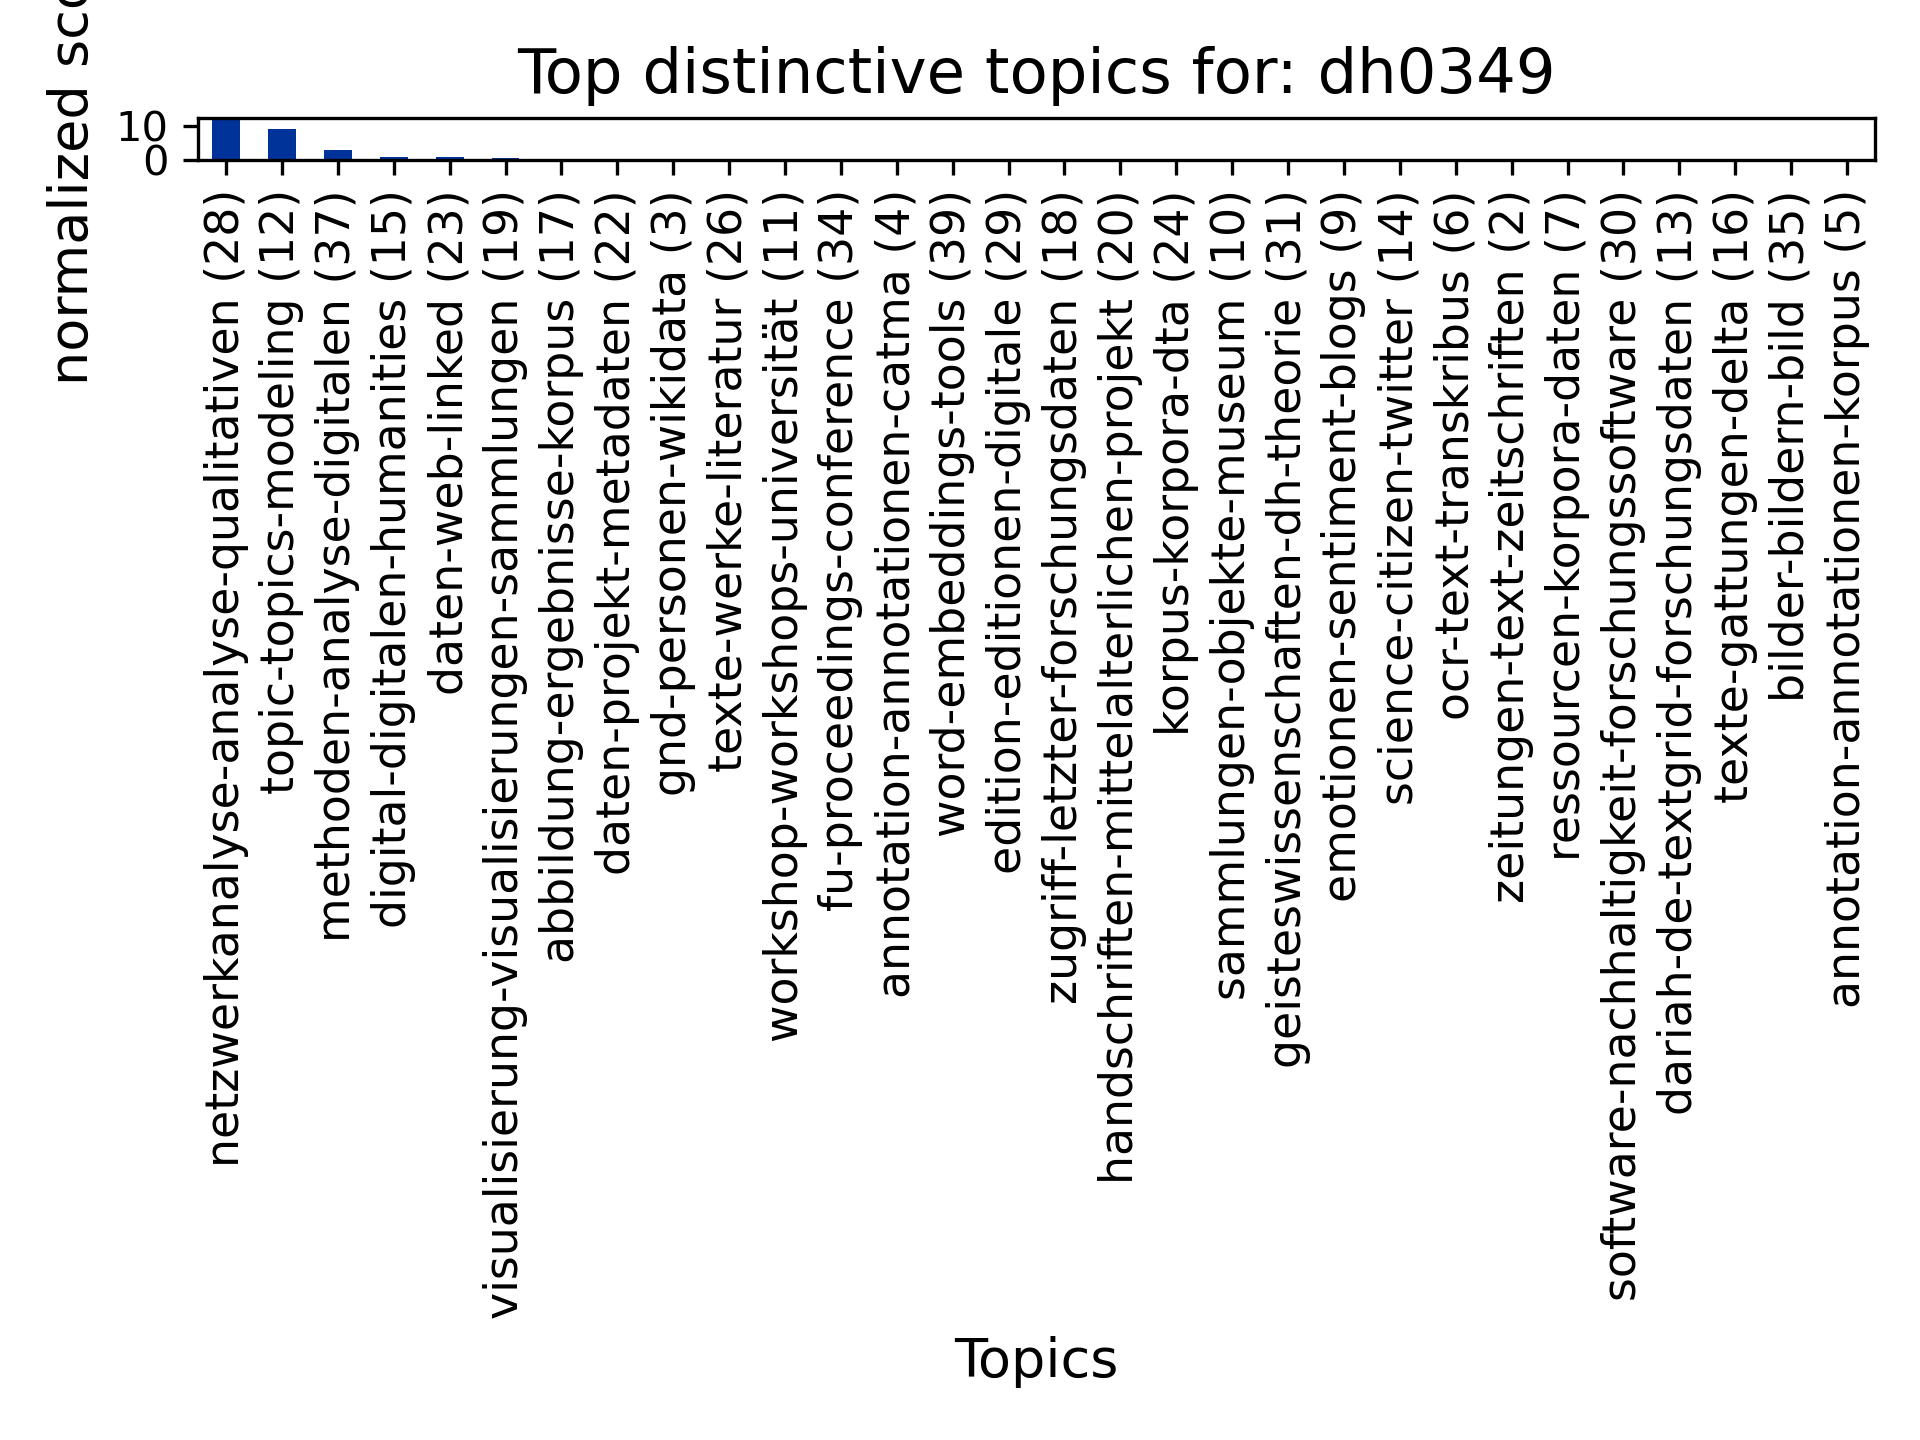 Top distinctive topics for: dh0349
normalized sco
10
0
netzwerkanalyse-analyse-qualitativen (28)
topic-topics-modeling (12)
methoden-analyse-digitalen (37)
digital-digitalen-humanities (15)
daten-web-linked (23)
visualisierung-visualisierungen-sammlungen (19)
abbildung-ergebnisse-korpus (17)
daten-projekt-metadaten (22)
gnd-personen-wikidata (3)
texte-werke-literatur (26)
workshop-workshops-universität (11)
fu-proceedings-conference (34)
annotation-annotationen-catma (4)
word-embeddings-tools (39)
edition-editionen-digitale (29)
zugriff-letzter-forschungsdaten (18)
handschriften-mittelalterlichen-projekt (20)
korpus-korpora-dta (24)
sammlungen-objekte-museum (10)
geisteswissenschaften-dh-theorie (31)
emotionen-sentiment-blogs (9)
science-citizen-twitter (14)
ocr-text-transkribus (6)
zeitungen-text-zeitschriften (2)
ressourcen-korpora-daten (7)
software-nachhaltigkeit-forschungssoftware (30)
dariah-de-textgrid-forschungsdaten (13)
texte-gattungen-delta (16)
bilder-bildern-bild (35)
annotation-annotationen-korpus (5)
Topics